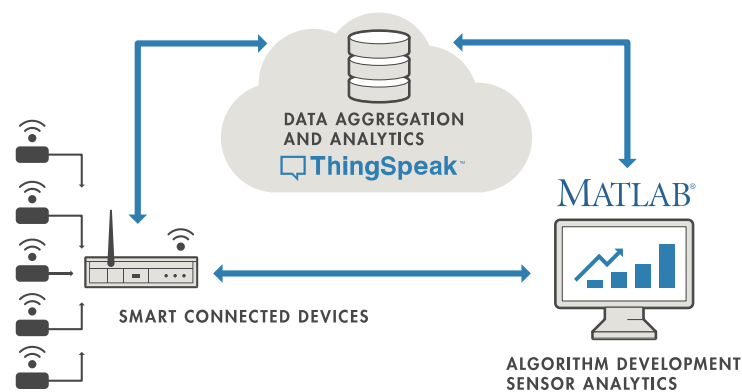 DATA AGGREGATION
AND ANALYTICS
ThingSpeak™
MATLAB®
SMART CONNECTED DEVICES
ALGORITHM DEVELOPMENT
SENSOR ANALYTICS